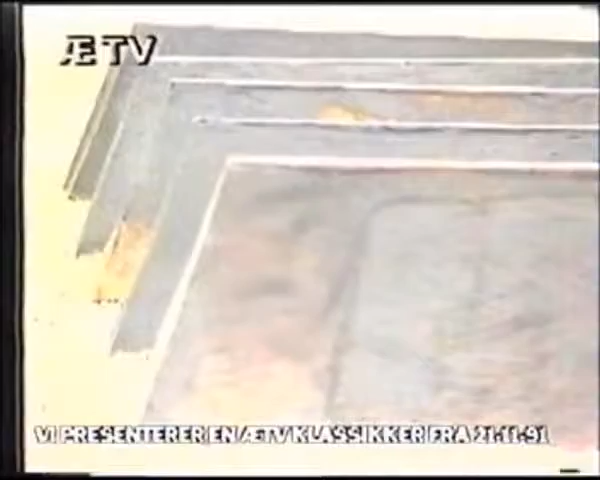 ÆTV
VI PRESENTERER EN ÆTV KLASSIKKER FRA 21.11.91